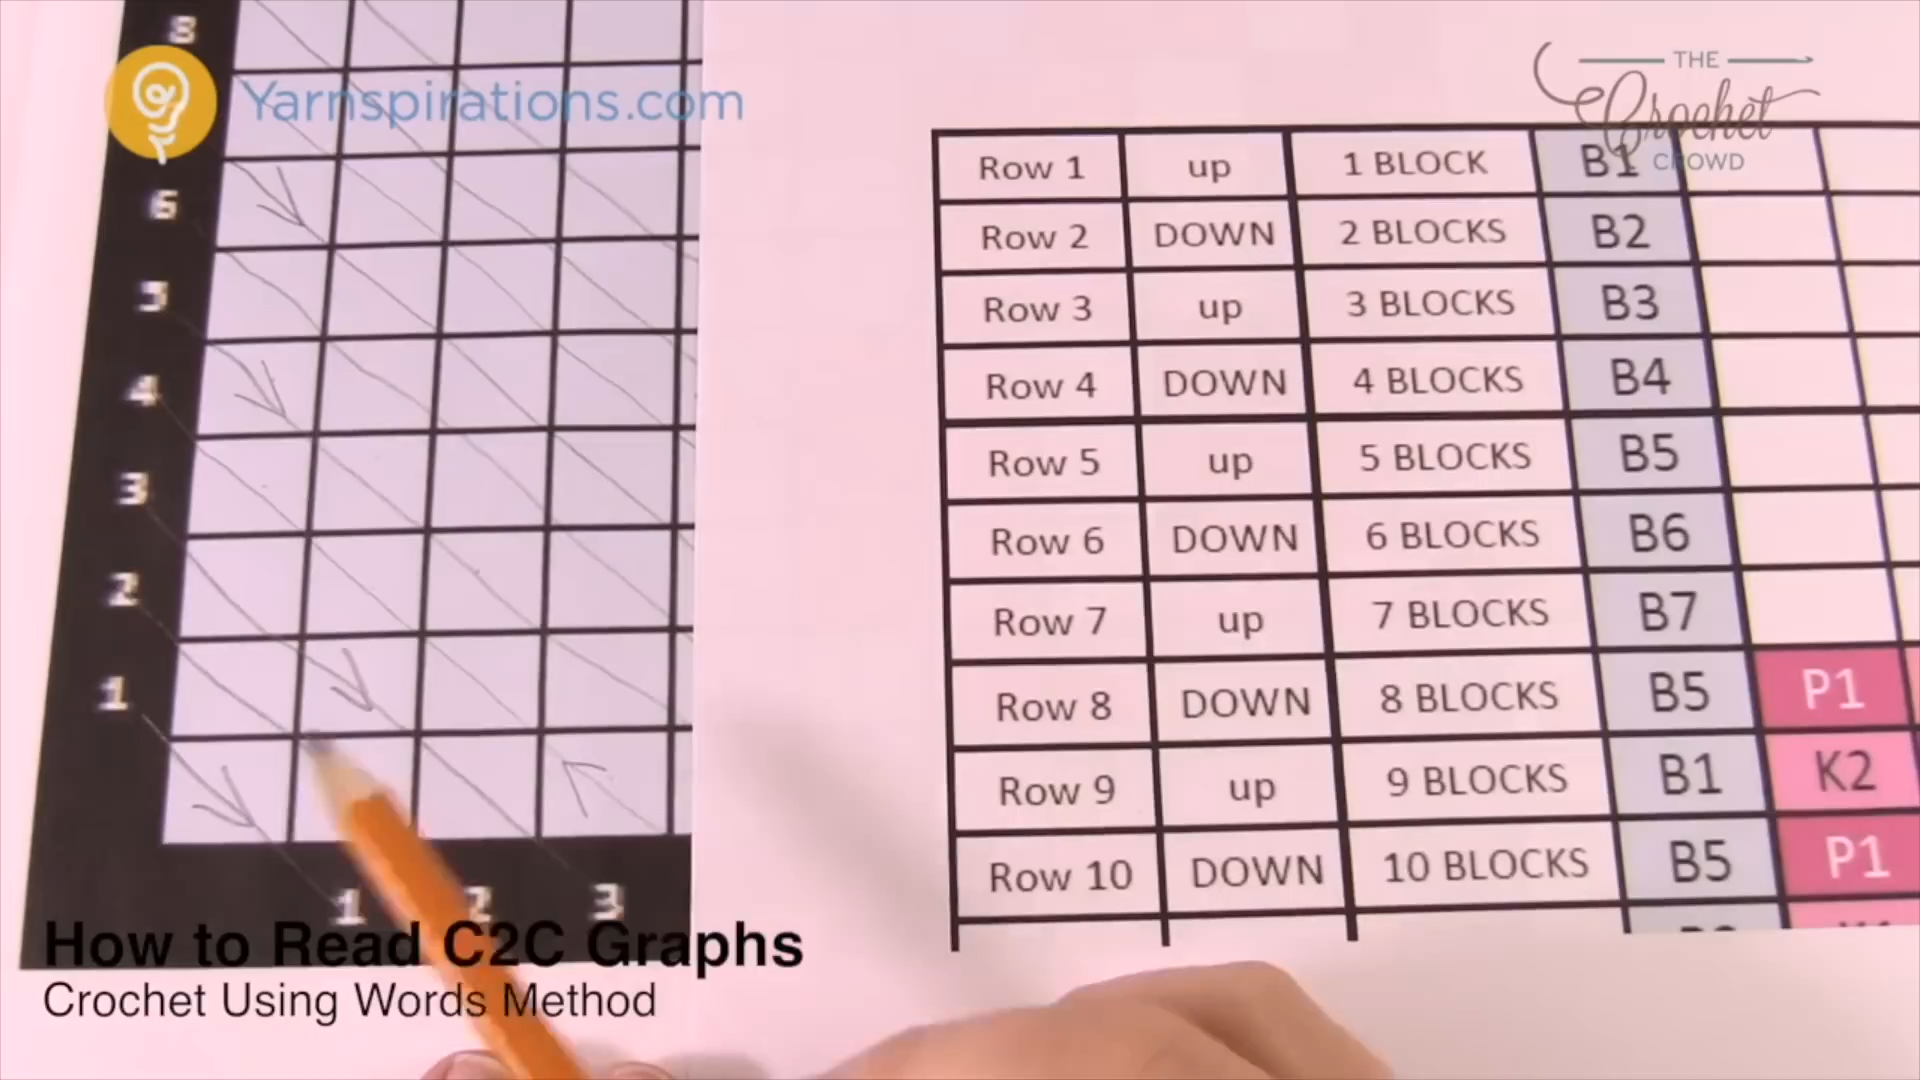 8
Yarnspirations.com
THE
Crochet
CROWD
6
5
4
3
2
1
1 2 3
Row 1 up 1 BLOCK B1
Row 2 DOWN 2 BLOCKS B2
Row 3 up 3 BLOCKS B3
Row 4 DOWN 4 BLOCKS B4
Row 5 up 5 BLOCKS B5
Row 6 DOWN 6 BLOCKS B6
Row 7 up 7 BLOCKS B7
Row 8 DOWN 8 BLOCKS B5 P1
Row 9 up 9 BLOCKS B1 K2
Row 10 DOWN 10 BLOCKS B5 P1
How to Read C2C Graphs
Crochet Using Words Method